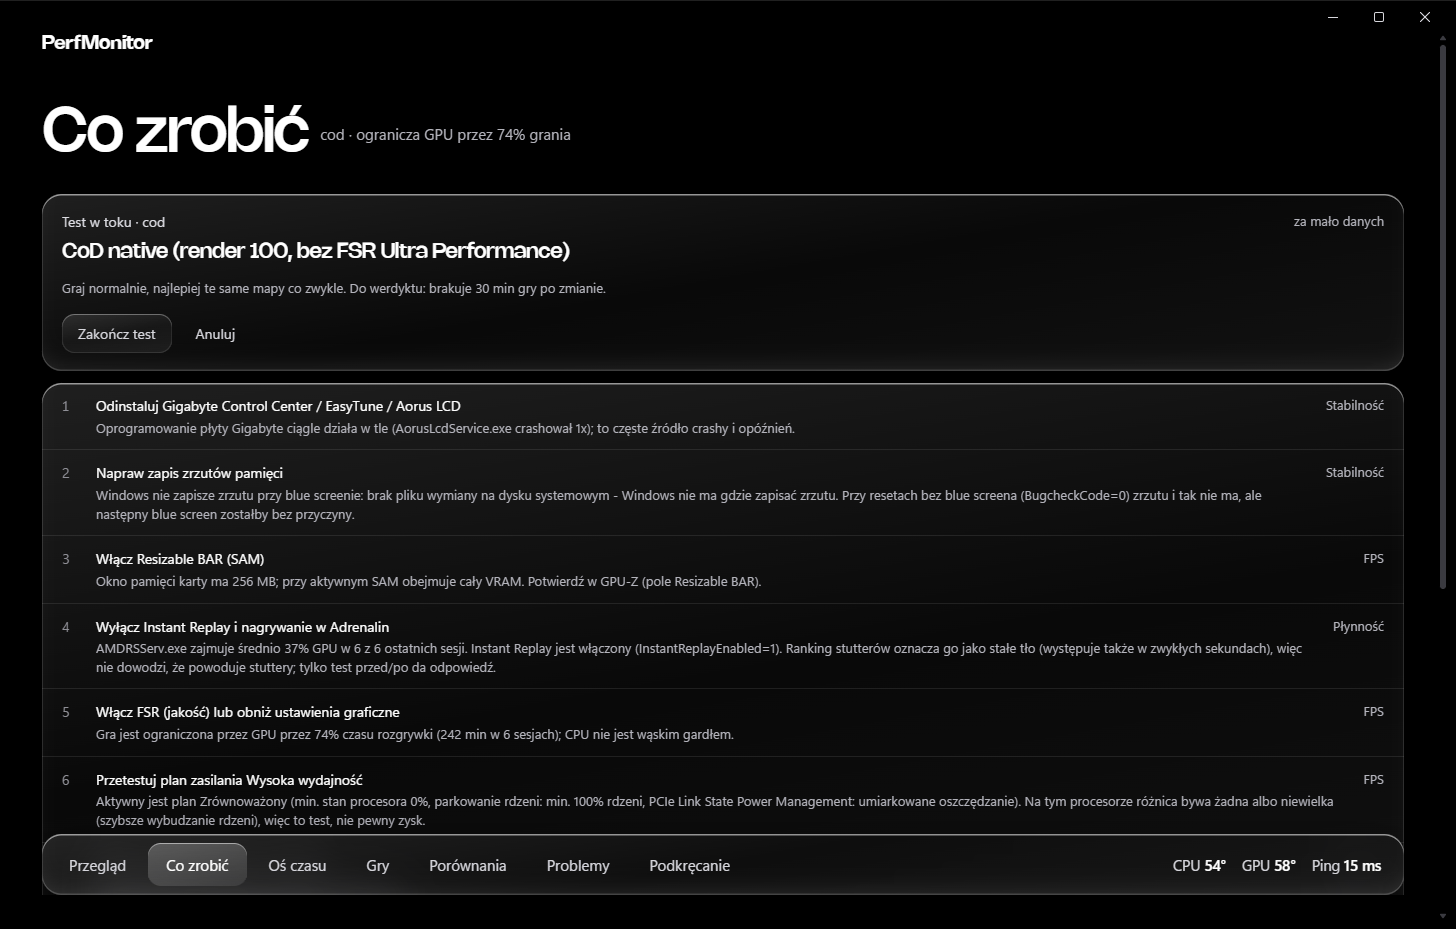 PerfMonitor
Co zrobić cod · ogranicza GPU przez 74% grania
Test w toku · cod
za mało danych
CoD native (render 100, bez FSR Ultra Performance)
Graj normalnie, najlepiej te same mapy co zwykle. Do werdyktu: brakuje 30 min gry po zmianie.
Zakończ test Anuluj
1 Odinstaluj Gigabyte Control Center / EasyTune / Aorus LCD Stabilność
Oprogramowanie płyty Gigabyte ciągle działa w tle (AorusLcdService.exe crashował 1x); to częste źródło crashy i opóźnień.
2 Napraw zapis zrzutów pamięci Stabilność
Windows nie zapisze zrzutu przy blue screenie: brak pliku wymiany na dysku systemowym - Windows nie ma gdzie zapisać zrzutu. Przy resetach bez blue screena (BugcheckCode=0) zrzutu i tak nie ma, ale
następny blue screen zostałby bez przyczyny.
3 Włącz Resizable BAR (SAM) FPS
Okno pamięci karty ma 256 MB; przy aktywnym SAM obejmuje cały VRAM. Potwierdź w GPU-Z (pole Resizable BAR).
4 Wyłącz Instant Replay i nagrywanie w Adrenalin Płynność
AMDRSServ.exe zajmuje średnio 37% GPU w 6 z 6 ostatnich sesji. Instant Replay jest włączony (InstantReplayEnabled=1). Ranking stutterów oznacza go jako stałe tło (występuje także w zwykłych sekundach), więc
nie dowodzi, że powoduje stuttery; tylko test przed/po da odpowiedź.
5 Włącz FSR (jakość) lub obniż ustawienia graficzne FPS
Gra jest ograniczona przez GPU przez 74% czasu rozgrywki (242 min w 6 sesjach); CPU nie jest wąskim gardłem.
6 Przetestuj plan zasilania Wysoka wydajność FPS
Aktywny jest plan Zrównoważony (min. stan procesora 0%, parkowanie rdzeni: min. 100% rdzeni, PCIe Link State Power Management: umiarkowane oszczędzanie). Na tym procesorze różnica bywa żadna albo niewielka
(szybsze wybudzanie rdzeni), więc to test, nie pewny zysk.
Przegląd Co zrobić Oś czasu Gry Porównania Problemy Podkręcanie CPU 54° GPU 58° Ping 15 ms